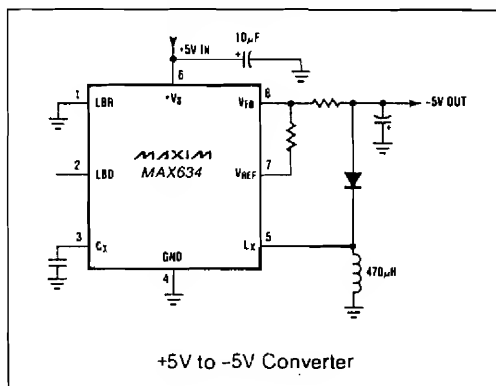 +5V IN
10µF
6
+VS
1
LBR
VFB
8
-5V OUT
MAXIM
MAX634
2
LBD
VREF
7
3
CX
LX
5
GND
4
470µH
+5V to -5V Converter